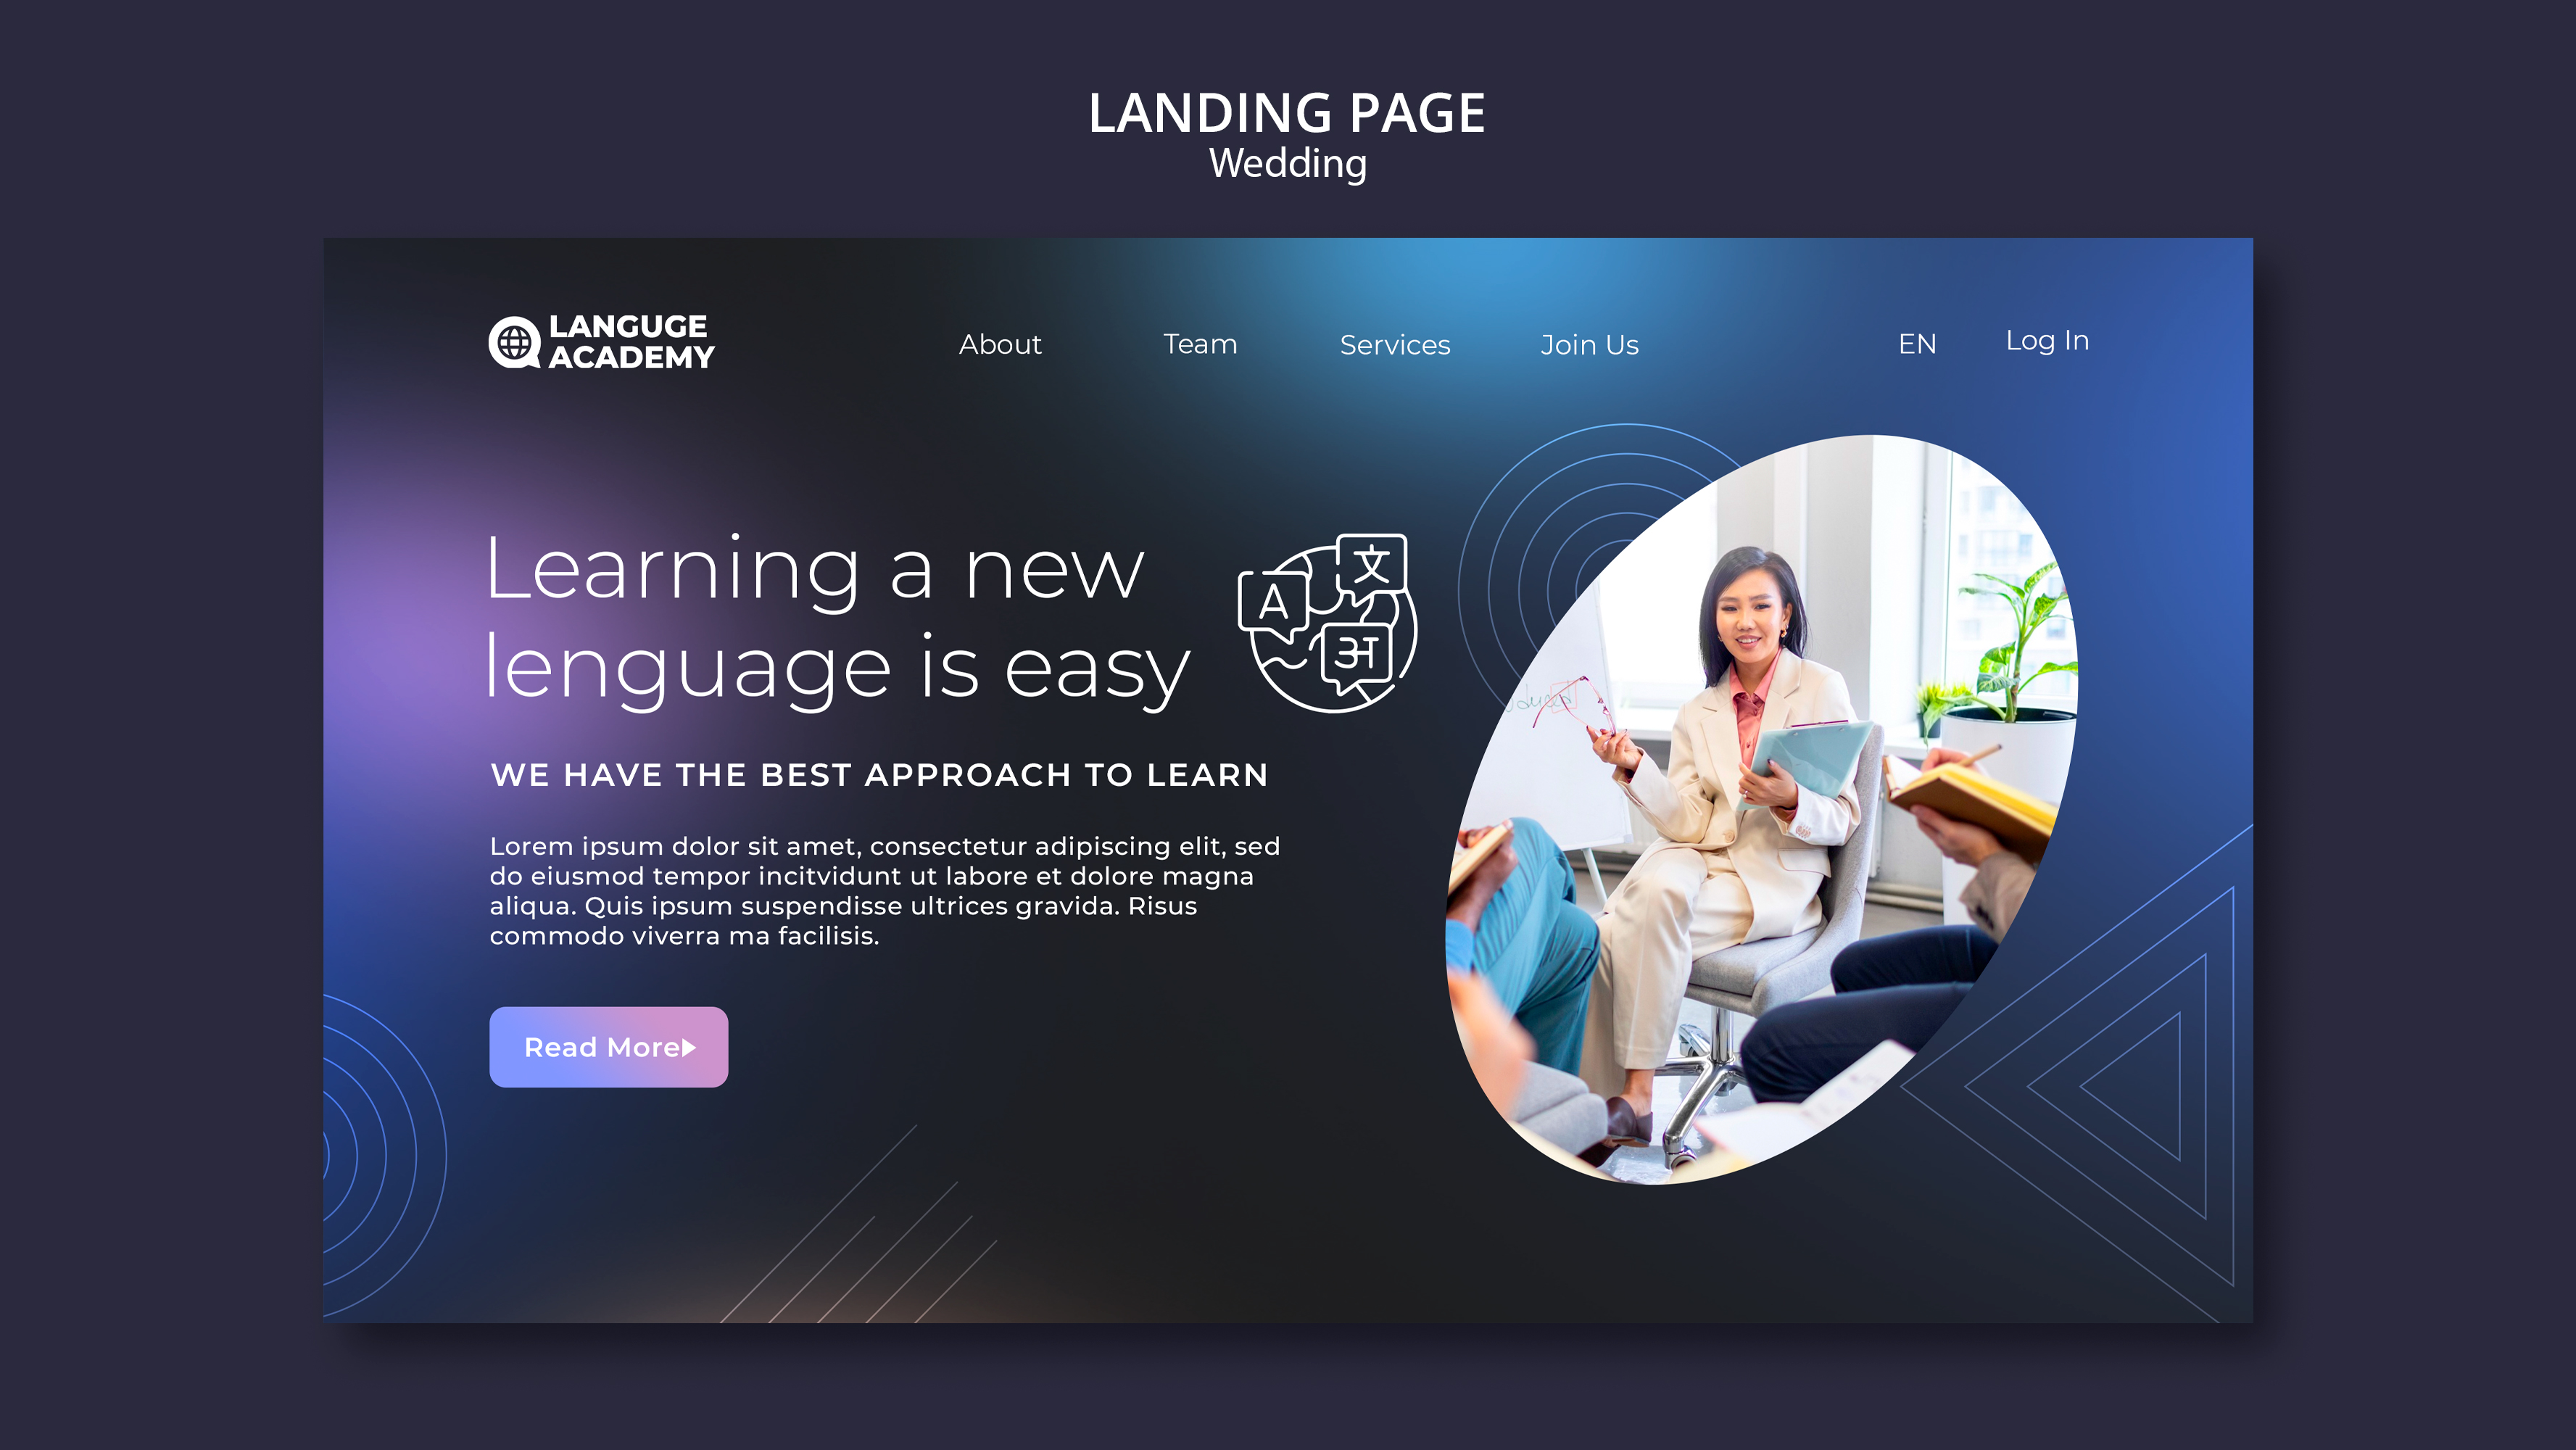 LANDING PAGE
Wedding
LANGUGE
ACADEMY
About Team Services Join Us EN Log In
Learning a new
lenguage is easy
A 文 अ
WE HAVE THE BEST APPROACH TO LEARN
Lorem ipsum dolor sit amet, consectetur adipiscing elit, sed
do eiusmod tempor incitvidunt ut labore et dolore magna
aliqua. Quis ipsum suspendisse ultrices gravida. Risus
commodo viverra ma facilisis.
Read More